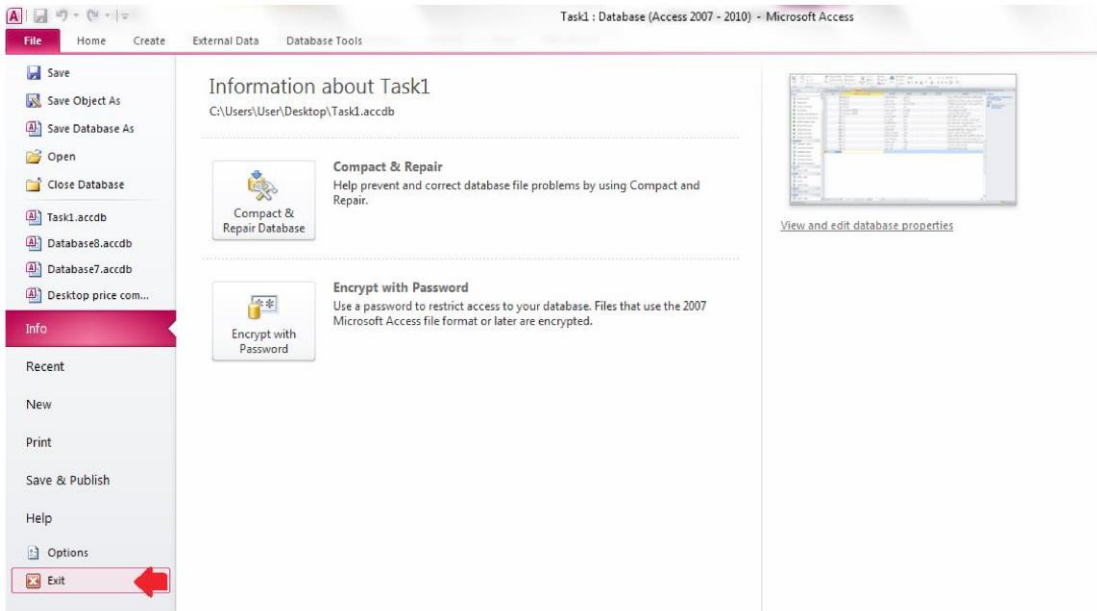 Task1 : Database (Access 2007 - 2010) - Microsoft Access
File Home Create External Data Database Tools
Save
Save Object As
Save Database As
Open
Close Database
Task1.accdb
Database8.accdb
Database7.accdb
Desktop price com...
Info
Recent
New
Print
Save & Publish
Help
Options
Exit
Information about Task1
C:\Users\User\Desktop\Task1.accdb
Compact &
Repair Database
Compact & Repair
Help prevent and correct database file problems by using Compact and
Repair.
Encrypt with
Password
Encrypt with Password
Use a password to restrict access to your database. Files that use the 2007
Microsoft Access file format or later are encrypted.
View and edit database properties